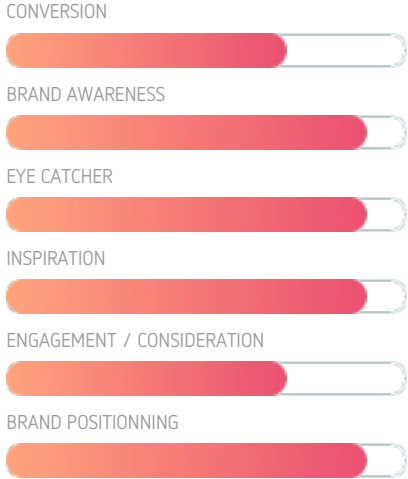 CONVERSION
BRAND AWARENESS
EYE CATCHER
INSPIRATION
ENGAGEMENT / CONSIDERATION
BRAND POSITIONNING